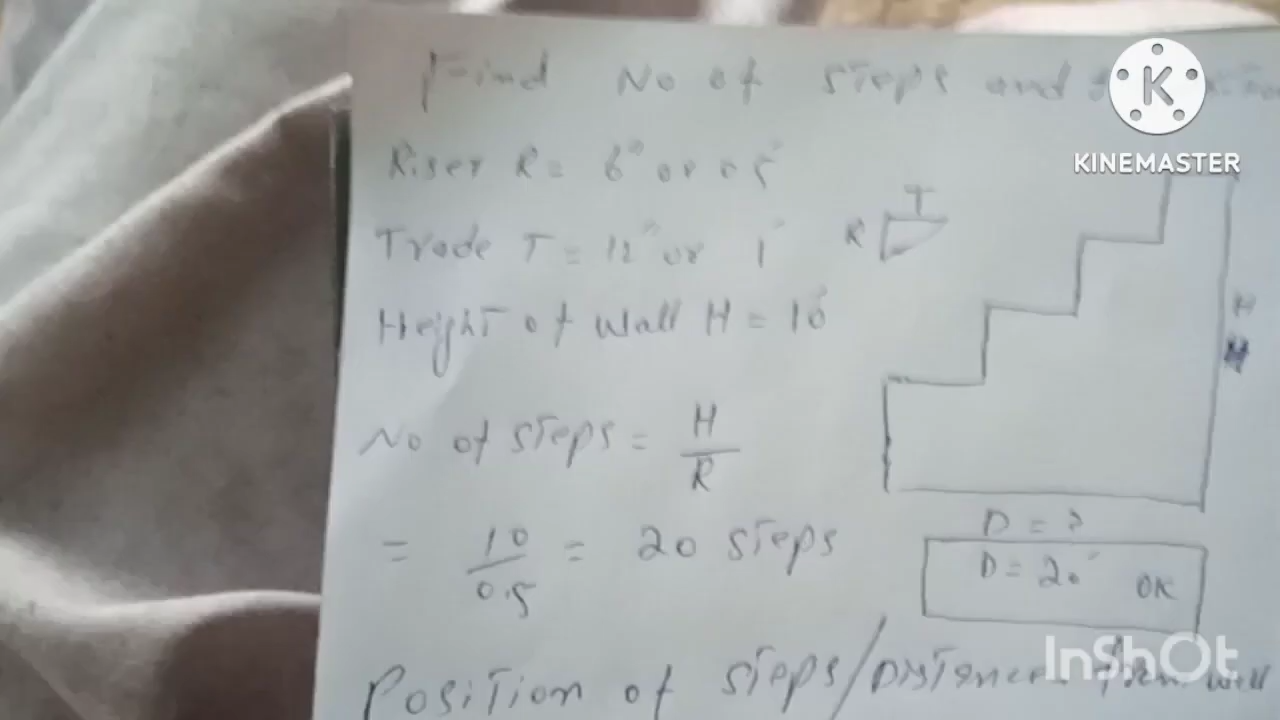 Find No of steps and
KINEMASTER
Riser R = 6" or 0.5'
Trade T = 12" or 1'
T
R
Height of wall H = 10'
H
H
No of steps = H
R
= 10 = 20 steps
0.5
D = ?
D = 20' OK
Position of steps/Distance from wall
InShOt